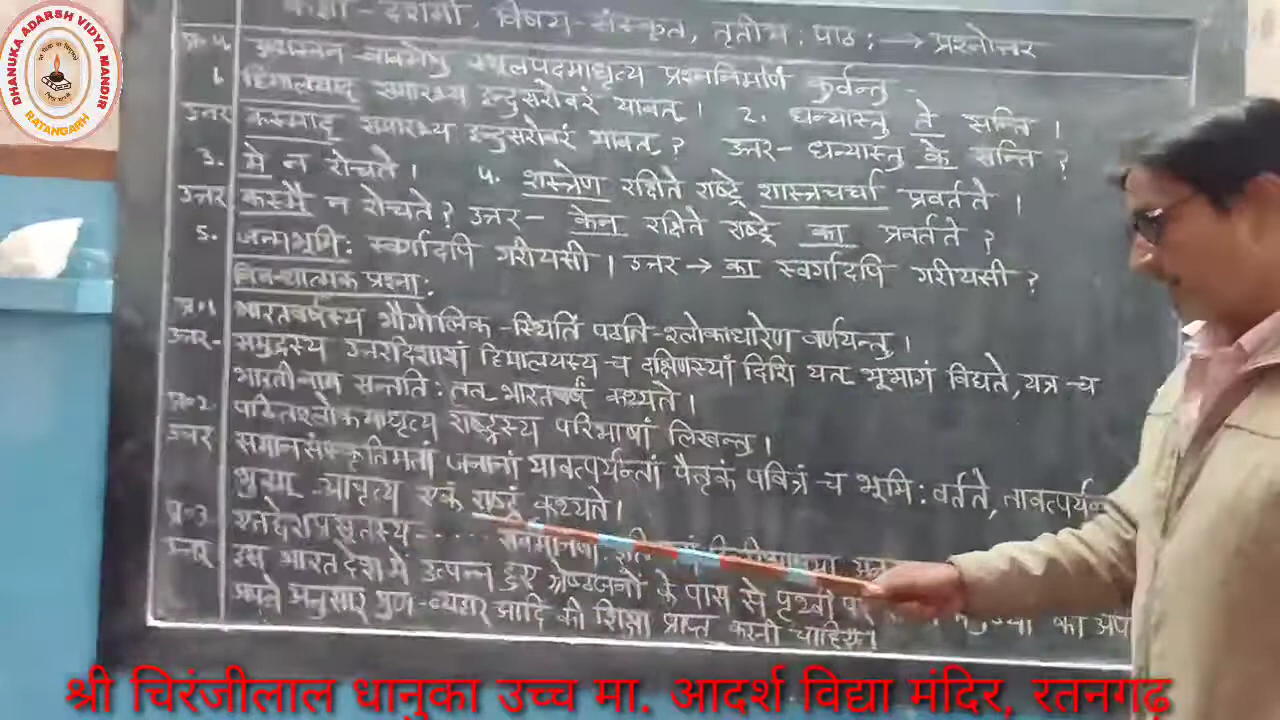 DHANUKA ADARSH VIDYA MANDIR
RATANGARH
कक्षा - दशमी, विषय - संस्कृत, तृतीय: पाठ: → प्रश्नोत्तर
प्र.4. स्थूलपदमाधृत्य प्रश्ननिर्माणं कुर्वन्तु -
1. हिमालयाद् समारभ्य इन्दुसरोवरं यावत् । 2. धन्यास्तु ते सन्ति ।
उत्तर कस्माद् समारभ्य इन्दुसरोवरं यावत् ? उत्तर - धन्यास्तु के सन्ति ?
3. मे न रोचते । 4. शस्त्रेण रक्षिते राष्ट्रे शास्त्रचर्चा प्रवर्तते ।
उत्तर कस्मै न रोचते ? उत्तर - केन रक्षिते राष्ट्रे का प्रवर्तते ?
5. जन्मभूमि: स्वर्गादपि गरीयसी । उत्तर → का स्वर्गादपि गरीयसी ?
निबन्धात्मक प्रश्ना:
प्र.1 भारतवर्षस्य भौगोलिक - स्थितिं पठति - श्लोकाधारेण वर्णयन्तु ।
उत्तर - समुद्रस्य उत्तरदिशायां हिमालयस्य च दक्षिणस्यां दिशि यत् भूभागं विद्यते, यत्र च
भारती नाम सन्तति: तत् भारतवर्षं कथ्यते ।
प्र.2 पठितश्लोकमाधृत्य राष्ट्रस्य परिभाषां लिखन्तु ।
उत्तर समानसंस्कृतिमतां जनानां यावत्पर्यन्तां पैतृकं पवित्रं च भूमि: वर्तते, तावत्पर्यन्
एकं राष्ट्रं कथ्यते ।
प्र.3 एतद्देशप्रसूतस्य - .....
उत्तर इस भारत देश में उत्पन्न हुए श्रेष्ठजनों के पास से पृथ्वी पर का अप
अपने अनुसार गुण - व्यवहार आदि की शिक्षा प्राप्त करनी चाहिए ।
श्री चिरंजीलाल धानुका उच्च मा. आदर्श विद्या मंदिर, रतनगढ़